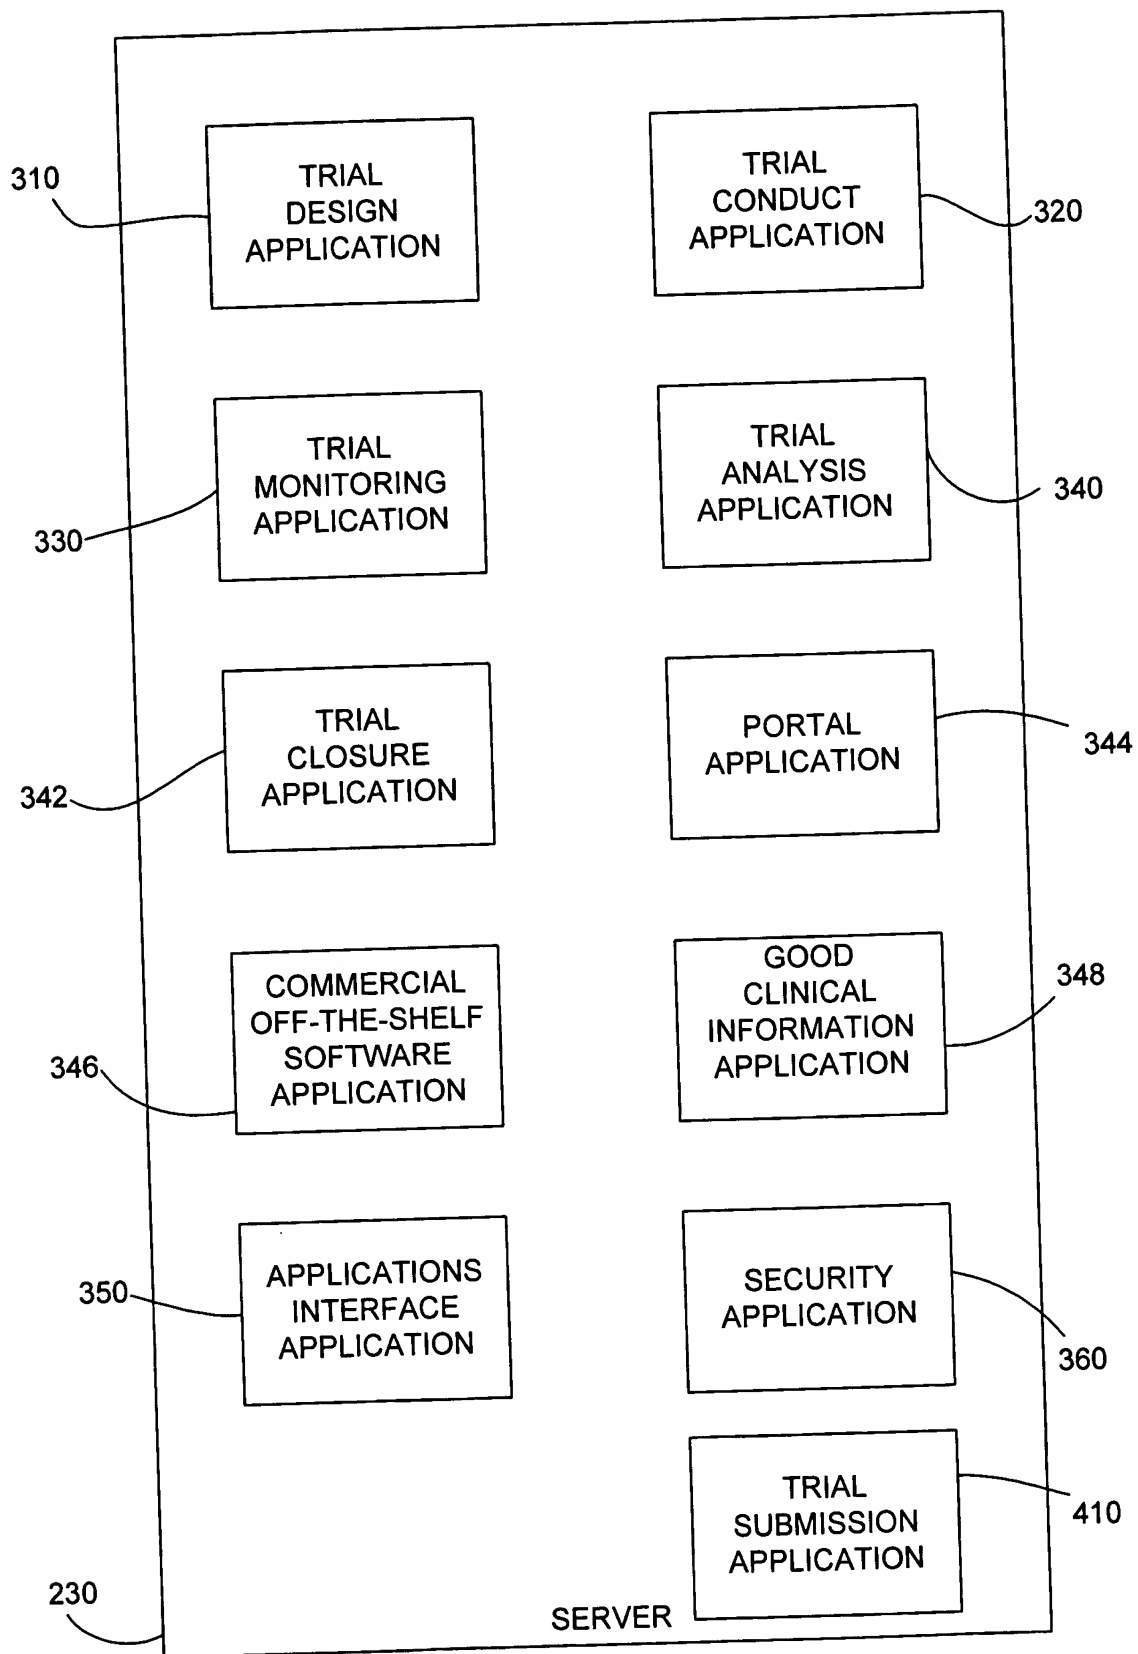 310
TRIAL
DESIGN
APPLICATION
TRIAL
CONDUCT
APPLICATION
320
330
TRIAL
MONITORING
APPLICATION
TRIAL
ANALYSIS
APPLICATION
340
342
TRIAL
CLOSURE
APPLICATION
PORTAL
APPLICATION
344
346
COMMERCIAL
OFF-THE-SHELF
SOFTWARE
APPLICATION
GOOD
CLINICAL
INFORMATION
APPLICATION
348
350
APPLICATIONS
INTERFACE
APPLICATION
SECURITY
APPLICATION
360
TRIAL
SUBMISSION
APPLICATION
410
230
SERVER